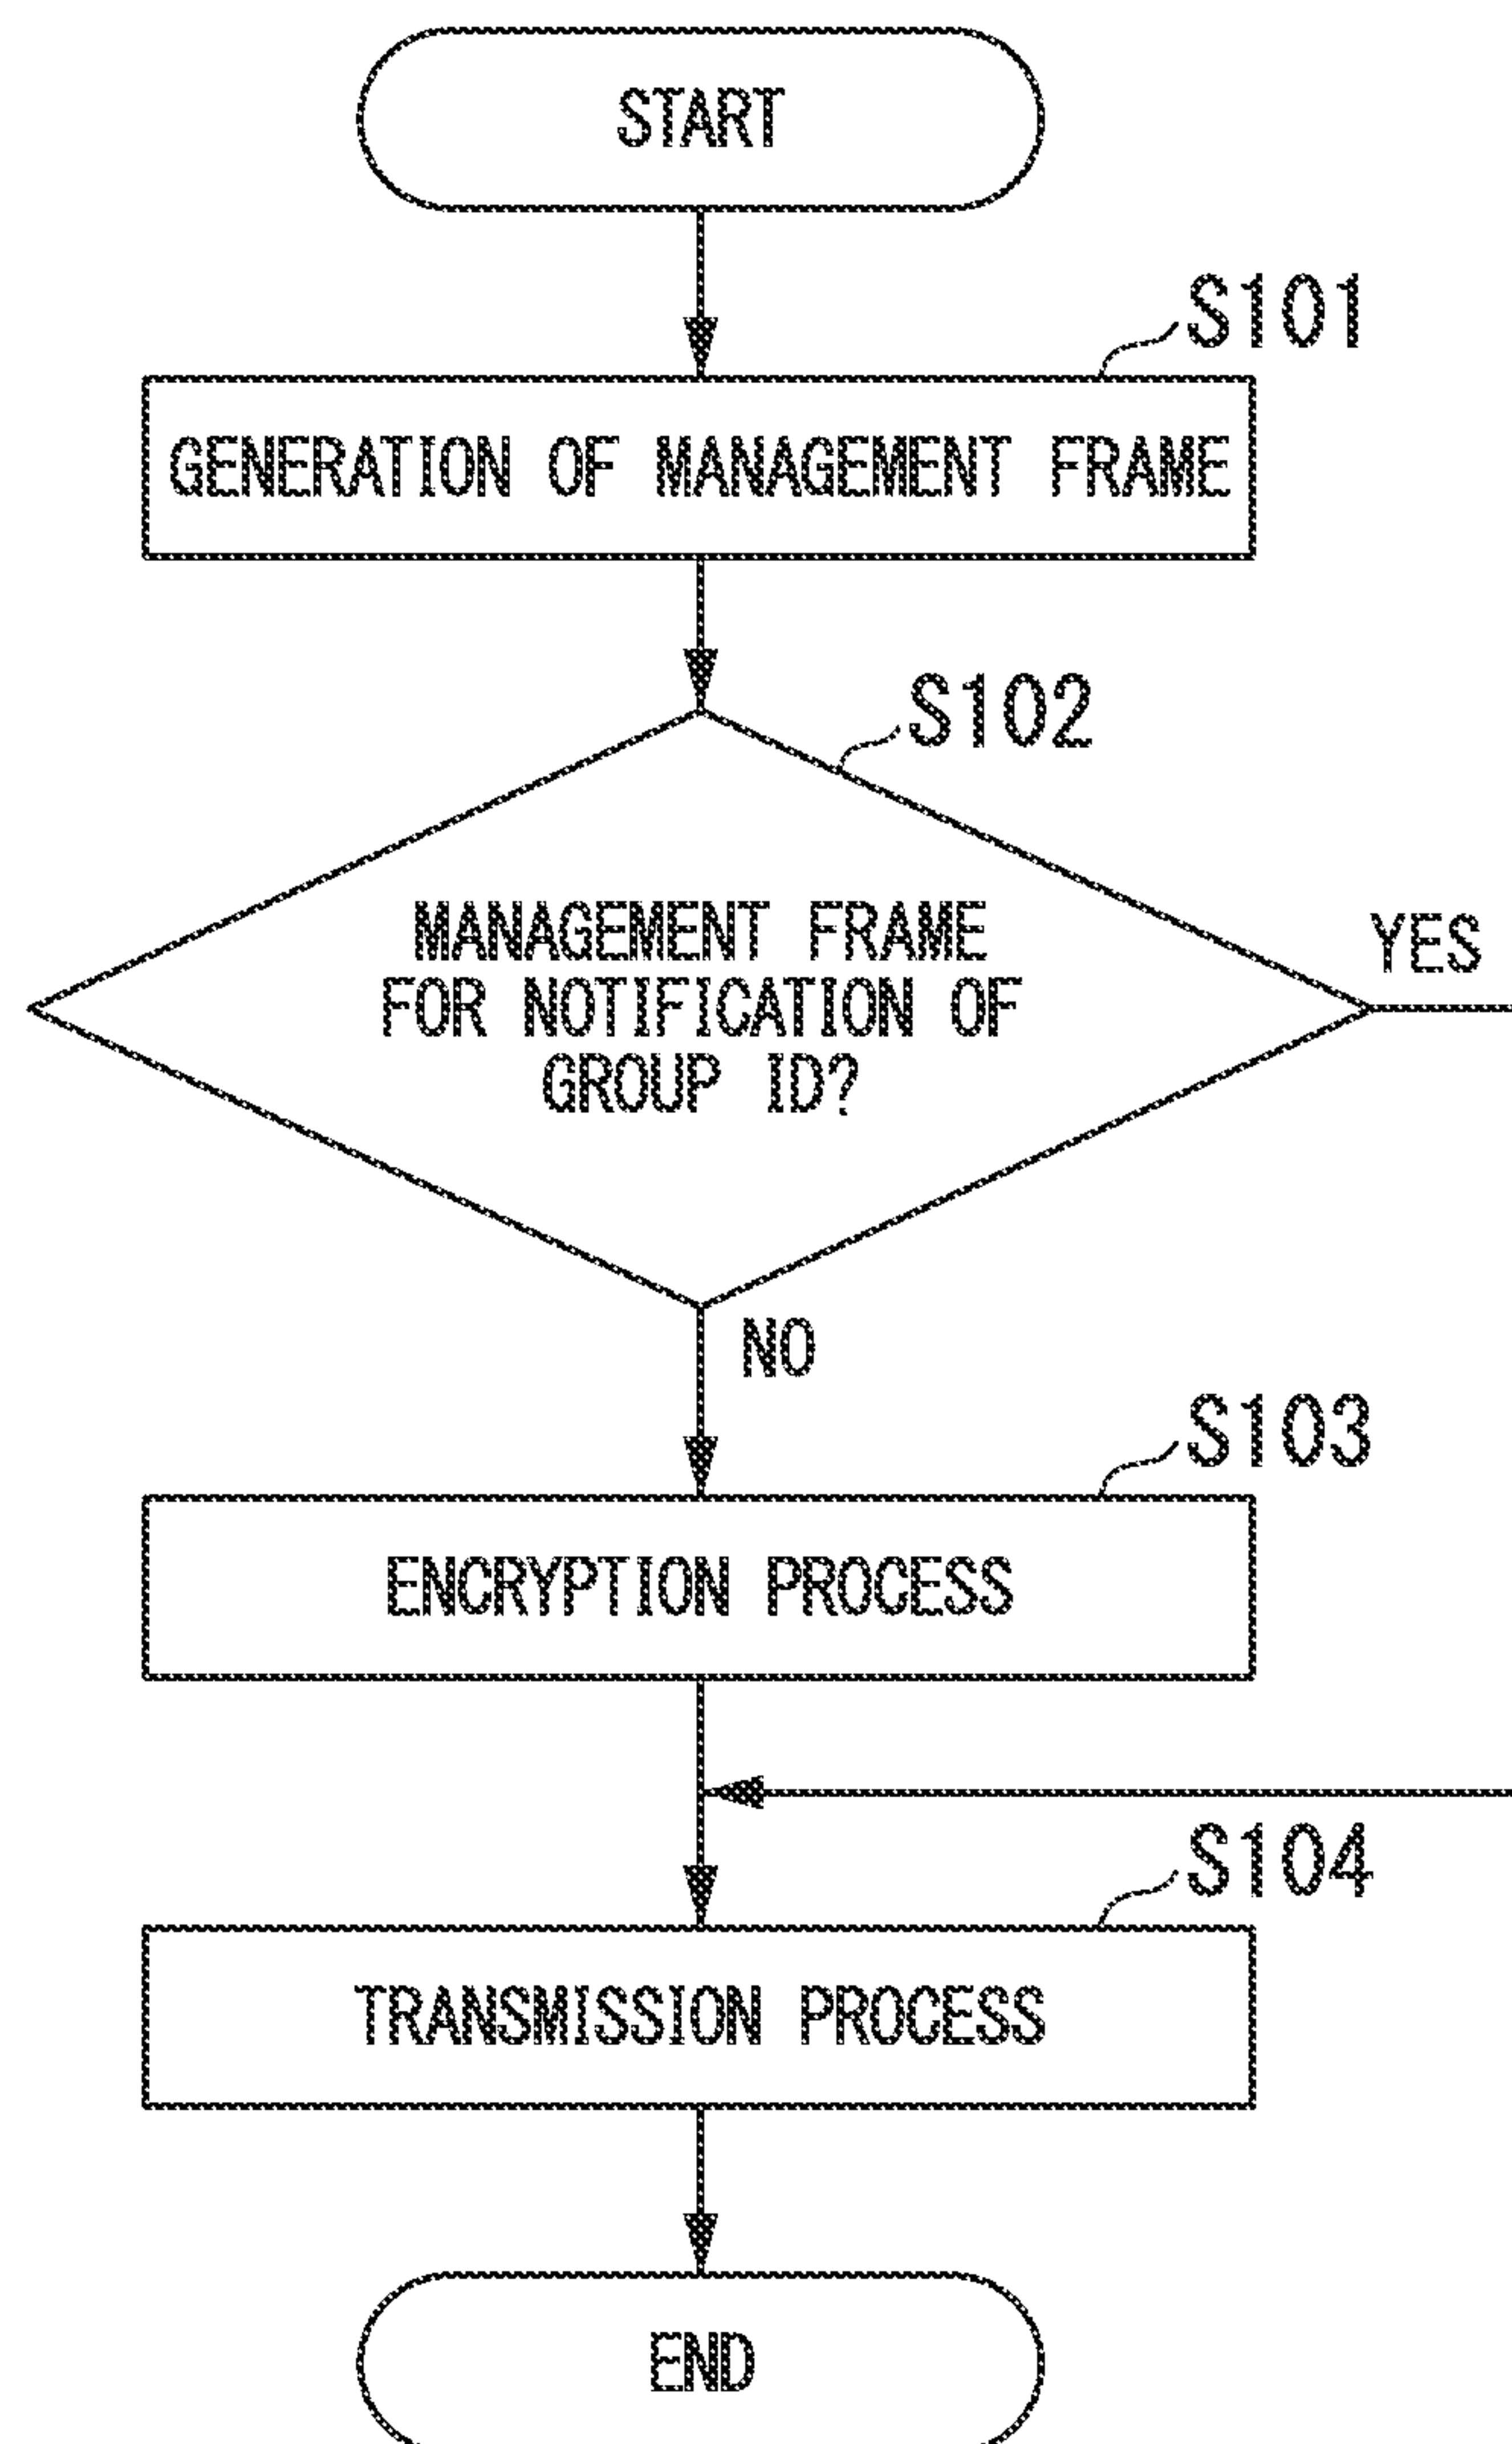 START
S101
GENERATION OF MANAGEMENT FRAME
S102
MANAGEMENT FRAME
FOR NOTIFICATION OF
GROUP ID?
YES
NO
S103
ENCRYPTION PROCESS
S104
TRANSMISSION PROCESS
END